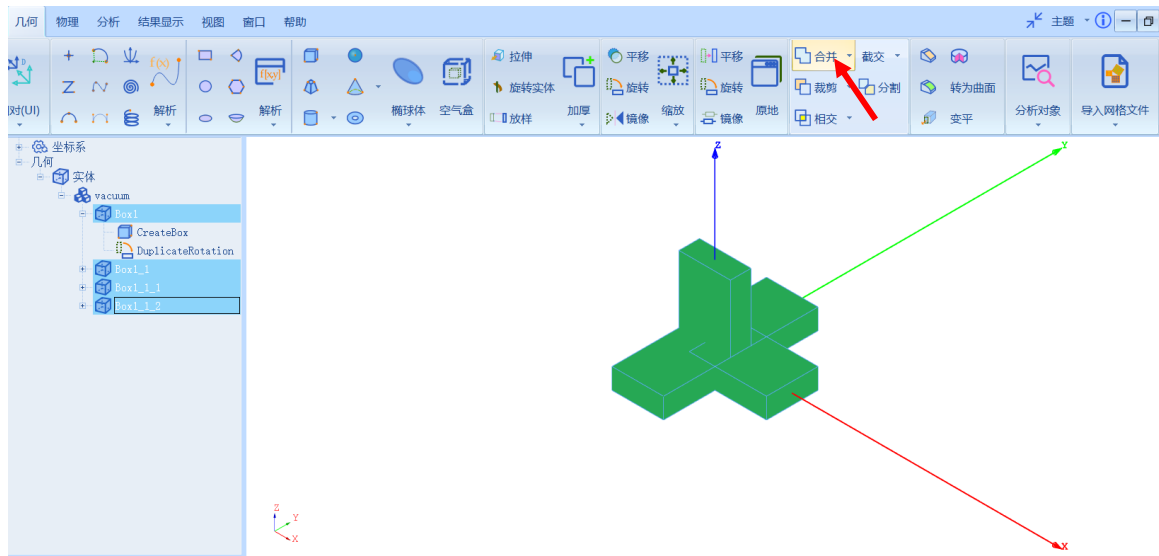 几何 物理 分析 结果显示 视图 窗口 帮助 主题
f(x) 拉伸 平移 平移 合并 截交
旋转实体 旋转 旋转 裁剪 分割 转为曲面
对(UI) 解析 f(x,y) 解析 椭球体 空气盒 放样 加厚 镜像 缩放 镜像 原地 相交 变平 分析对象 导入网格文件
坐标系
几何
实体
vacuum
Box1
CreateBox
DuplicateRotation
Box1_1
Box1_1_1
Box1_1_2
Z
Y
X
Z
Y
X